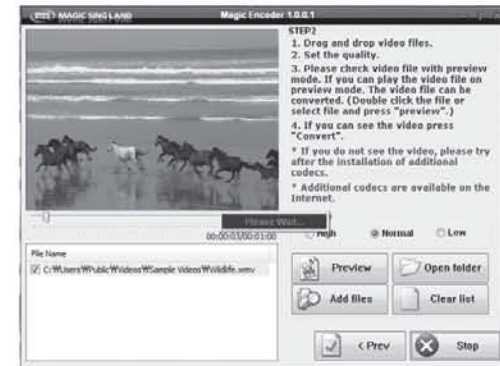 MAGIC SING LAND
Magic Encoder 1.0.0.1
STEP2
1. Drag and drop video files.
2. Set the quality.
3. Please check video file with preview
mode. If you can play the video file on
preview mode. The video file can be
converted. (Double click the file or
select file and press "preview".)
4. If you can see the video press
"Convert".
* If you do not see the video, please try
after the installation of additional
codecs.
* Additional codecs are available on the
Internet.
Please Wait...
00:00:03/00:01:00
High
Normal
Low
File Name
C:₩Users₩Public₩Videos₩Sample Videos₩Wildlife.wmv
Preview
Open folder
Add files
Clear list
< Prev
Stop